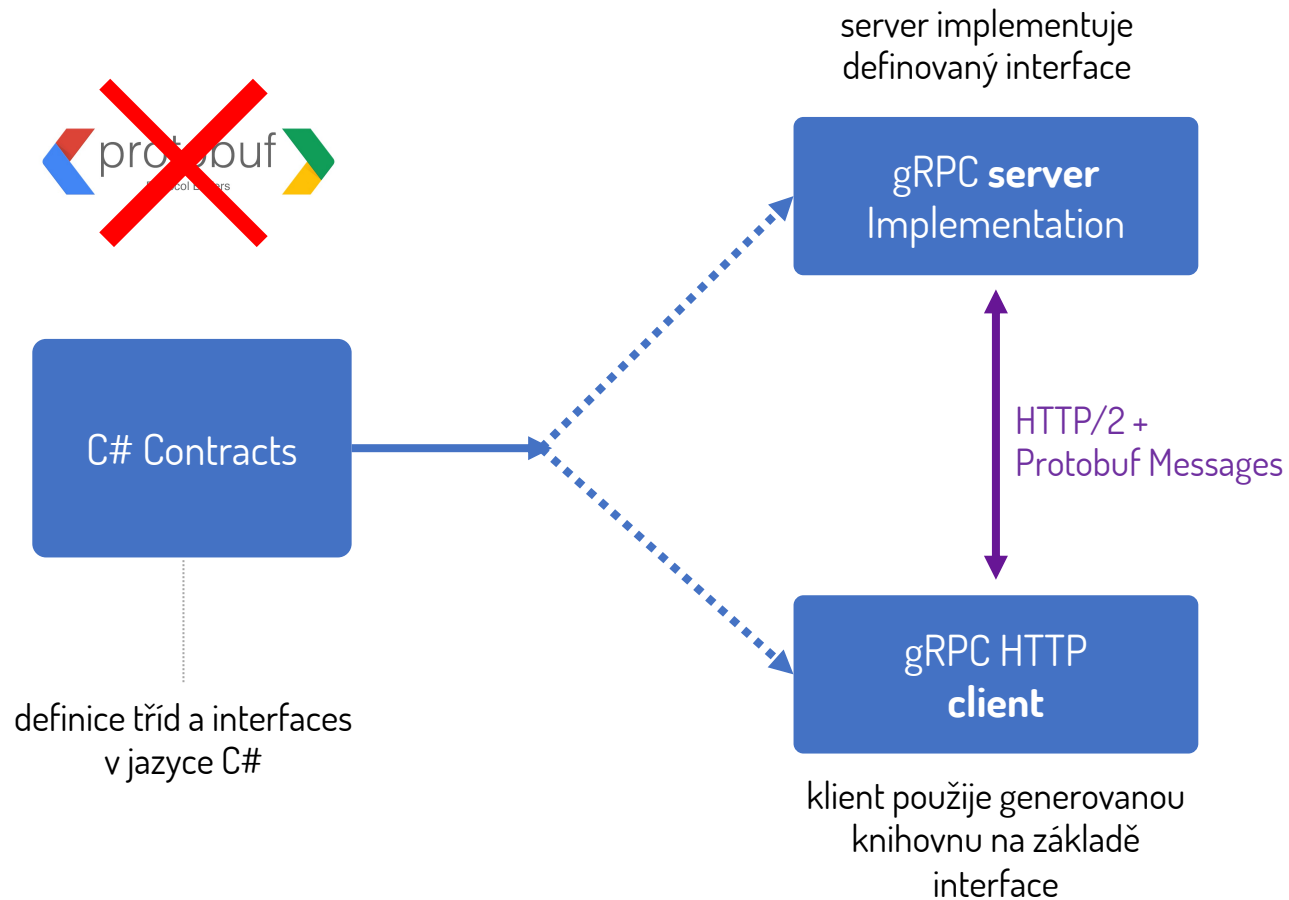 server implementuje
definovaný interface
protobuf
gRPC server
Implementation
C# Contracts
HTTP/2 +
Protobuf Messages
gRPC HTTP
client
definice tříd a interfaces
v jazyce C#
klient použije generovanou
knihovnu na základě
interface